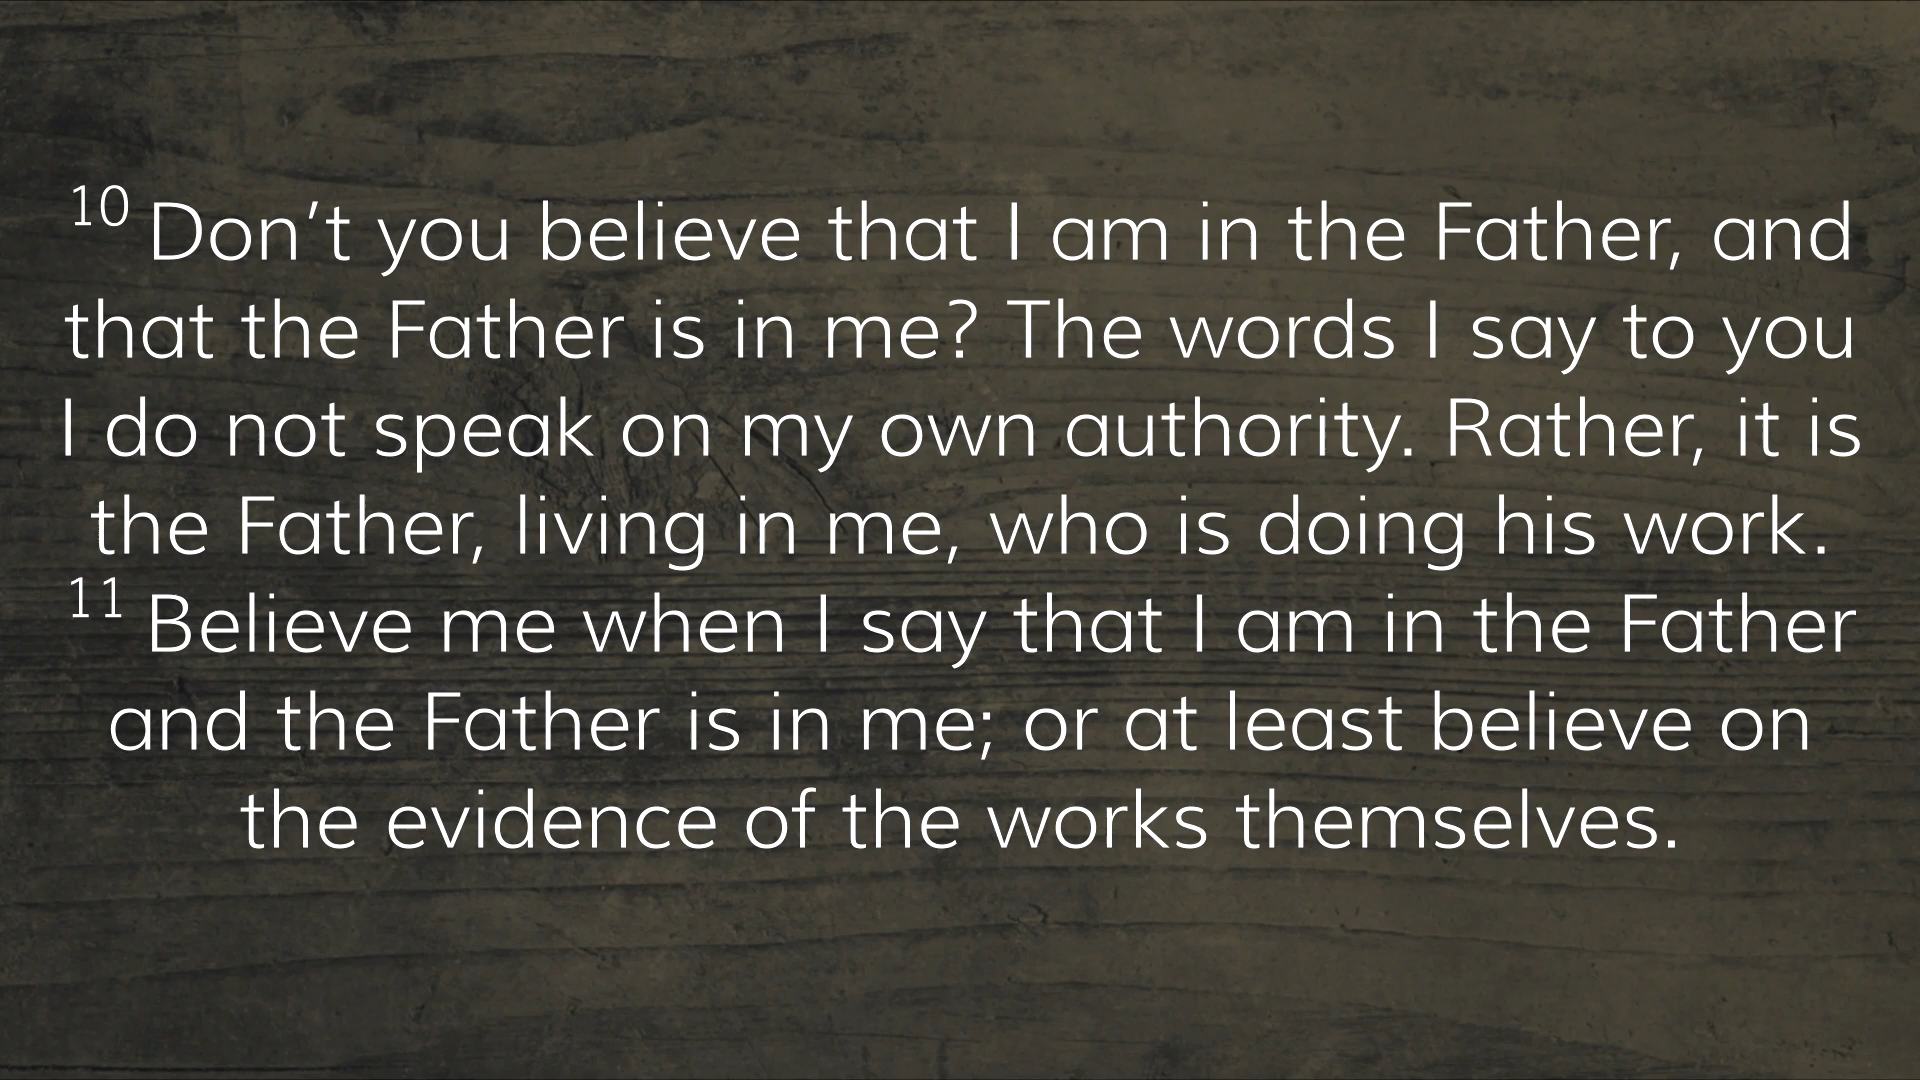 10 Don’t you believe that I am in the Father, and
that the Father is in me? The words I say to you
I do not speak on my own authority. Rather, it is
the Father, living in me, who is doing his work.
11 Believe me when I say that I am in the Father
and the Father is in me; or at least believe on
the evidence of the works themselves.